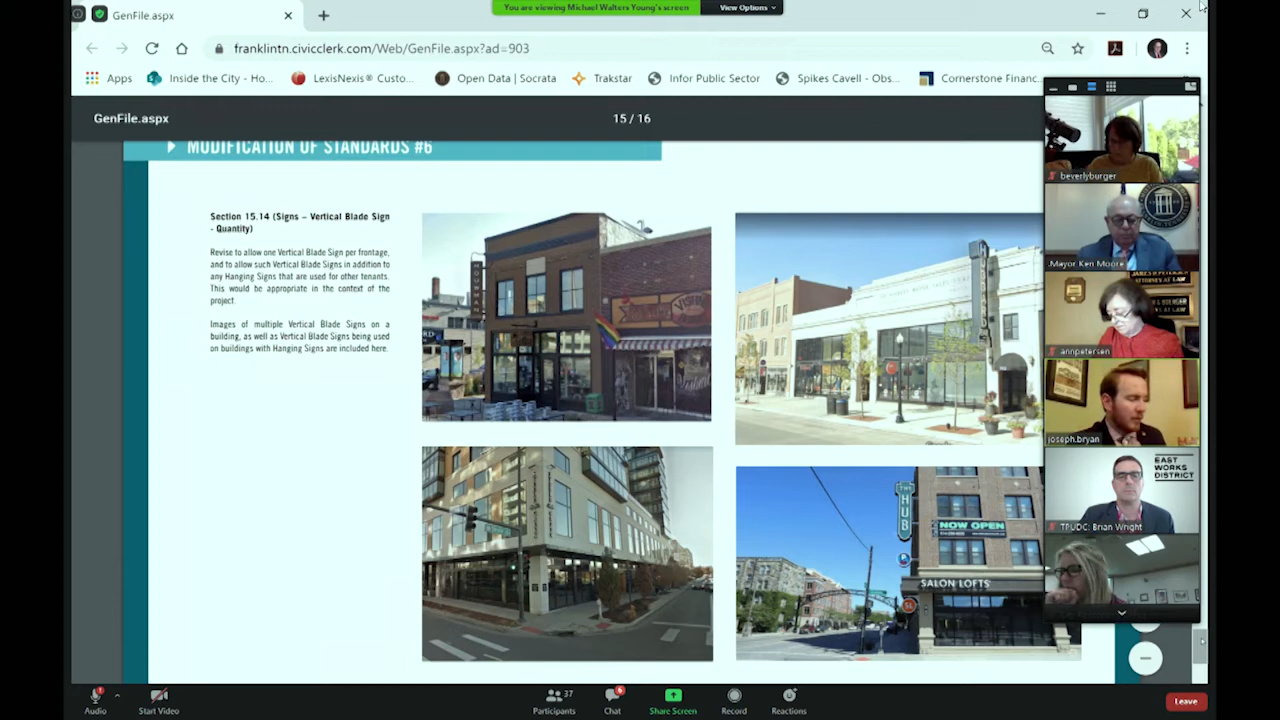 GenFile.aspx
You are viewing Michael Walters Young's screen
View Options
franklintn.civicclerk.com/Web/GenFile.aspx?ad=903
Apps
Inside the City - Ho...
LexisNexis® Custo...
Open Data | Socrata
Trakstar
Infor Public Sector
Spikes Cavell - Obs...
Cornerstone Financ...
GenFile.aspx
15 / 16
MODIFICATION OF STANDARDS #6
Section 15.14 (Signs – Vertical Blade Sign
- Quantity)
Revise to allow one Vertical Blade Sign per frontage,
and to allow such Vertical Blade Signs in addition to
any Hanging Signs that are used for other tenants.
This would be appropriate in the context of the
project.
Images of multiple Vertical Blade Signs on a
building, as well as Vertical Blade Signs being used
on buildings with Hanging Signs are included here.
THE
HUB
NOW OPEN
SALON LOFTS
beverlyburger
Mayor Ken Moore
annpetersen
joseph.bryan
EAST
WORKS
DISTRICT
TPUDC: Brian Wright
Audio
Start Video
37
Participants
6
Chat
Share Screen
Record
Reactions
Leave